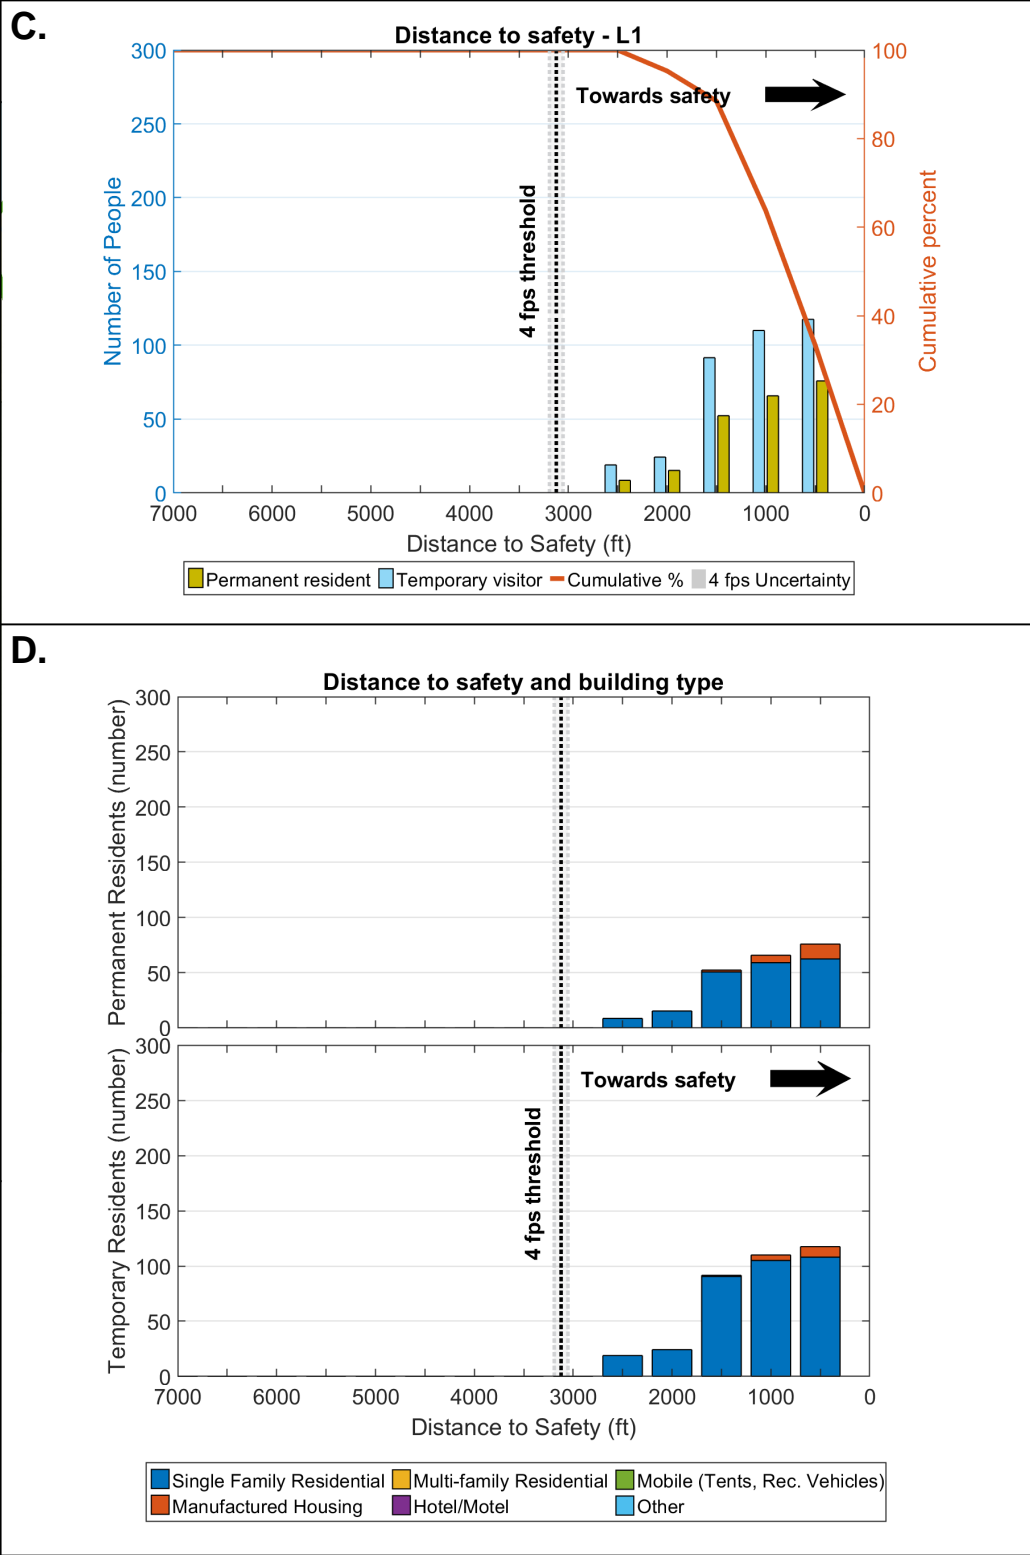 C.
Distance to safety - L1
300
250
200
150
100
50
0
Number of People
100
80
60
40
20
0
Cumulative percent
Towards safety
4 fps threshold
7000 6000 5000 4000 3000 2000 1000 0
Distance to Safety (ft)
Permanent resident Temporary visitor Cumulative % 4 fps Uncertainty
D.
Distance to safety and building type
300
250
200
150
100
50
0
Permanent Residents (number)
300
250
200
150
100
50
0
Temporary Residents (number)
Towards safety
4 fps threshold
7000 6000 5000 4000 3000 2000 1000 0
Distance to Safety (ft)
Single Family Residential Multi-family Residential Mobile (Tents, Rec. Vehicles)
Manufactured Housing Hotel/Motel Other